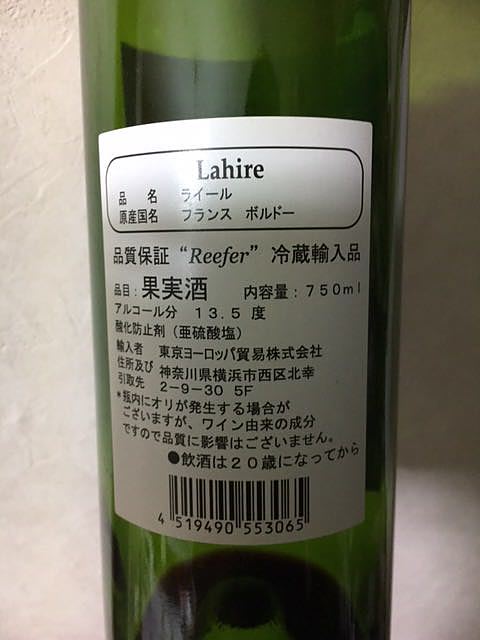 Lahire
品名 ライール
原産国名 フランス ボルドー
品質保証 “Reefer” 冷蔵輸入品
品目：果実酒 内容量：750ml
アルコール分 13.5 度
酸化防止剤（亜硫酸塩）
輸入者 東京ヨーロッパ貿易株式会社
住所及び 神奈川県横浜市西区北幸
引取先 2-9-30 5F
*瓶内にオリが発生する場合が
ございますが、ワイン由来の成分
ですので品質に影響はございません。
●飲酒は20歳になってから
4 519490 553065